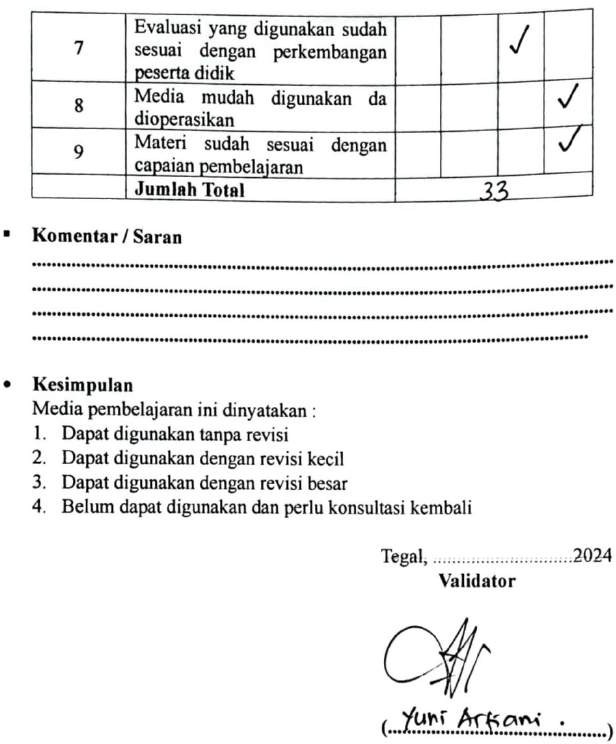 7 Evaluasi yang digunakan sudah
sesuai dengan perkembangan
peserta didik
8 Media mudah digunakan da
dioperasikan
9 Materi sudah sesuai dengan
capaian pembelajaran
Jumlah Total 33
Komentar / Saran
Kesimpulan
Media pembelajaran ini dinyatakan :
1. Dapat digunakan tanpa revisi
2. Dapat digunakan dengan revisi kecil
3. Dapat digunakan dengan revisi besar
4. Belum dapat digunakan dan perlu konsultasi kembali
Tegal, ..............................2024
Validator
(Yuni Arfiani.)